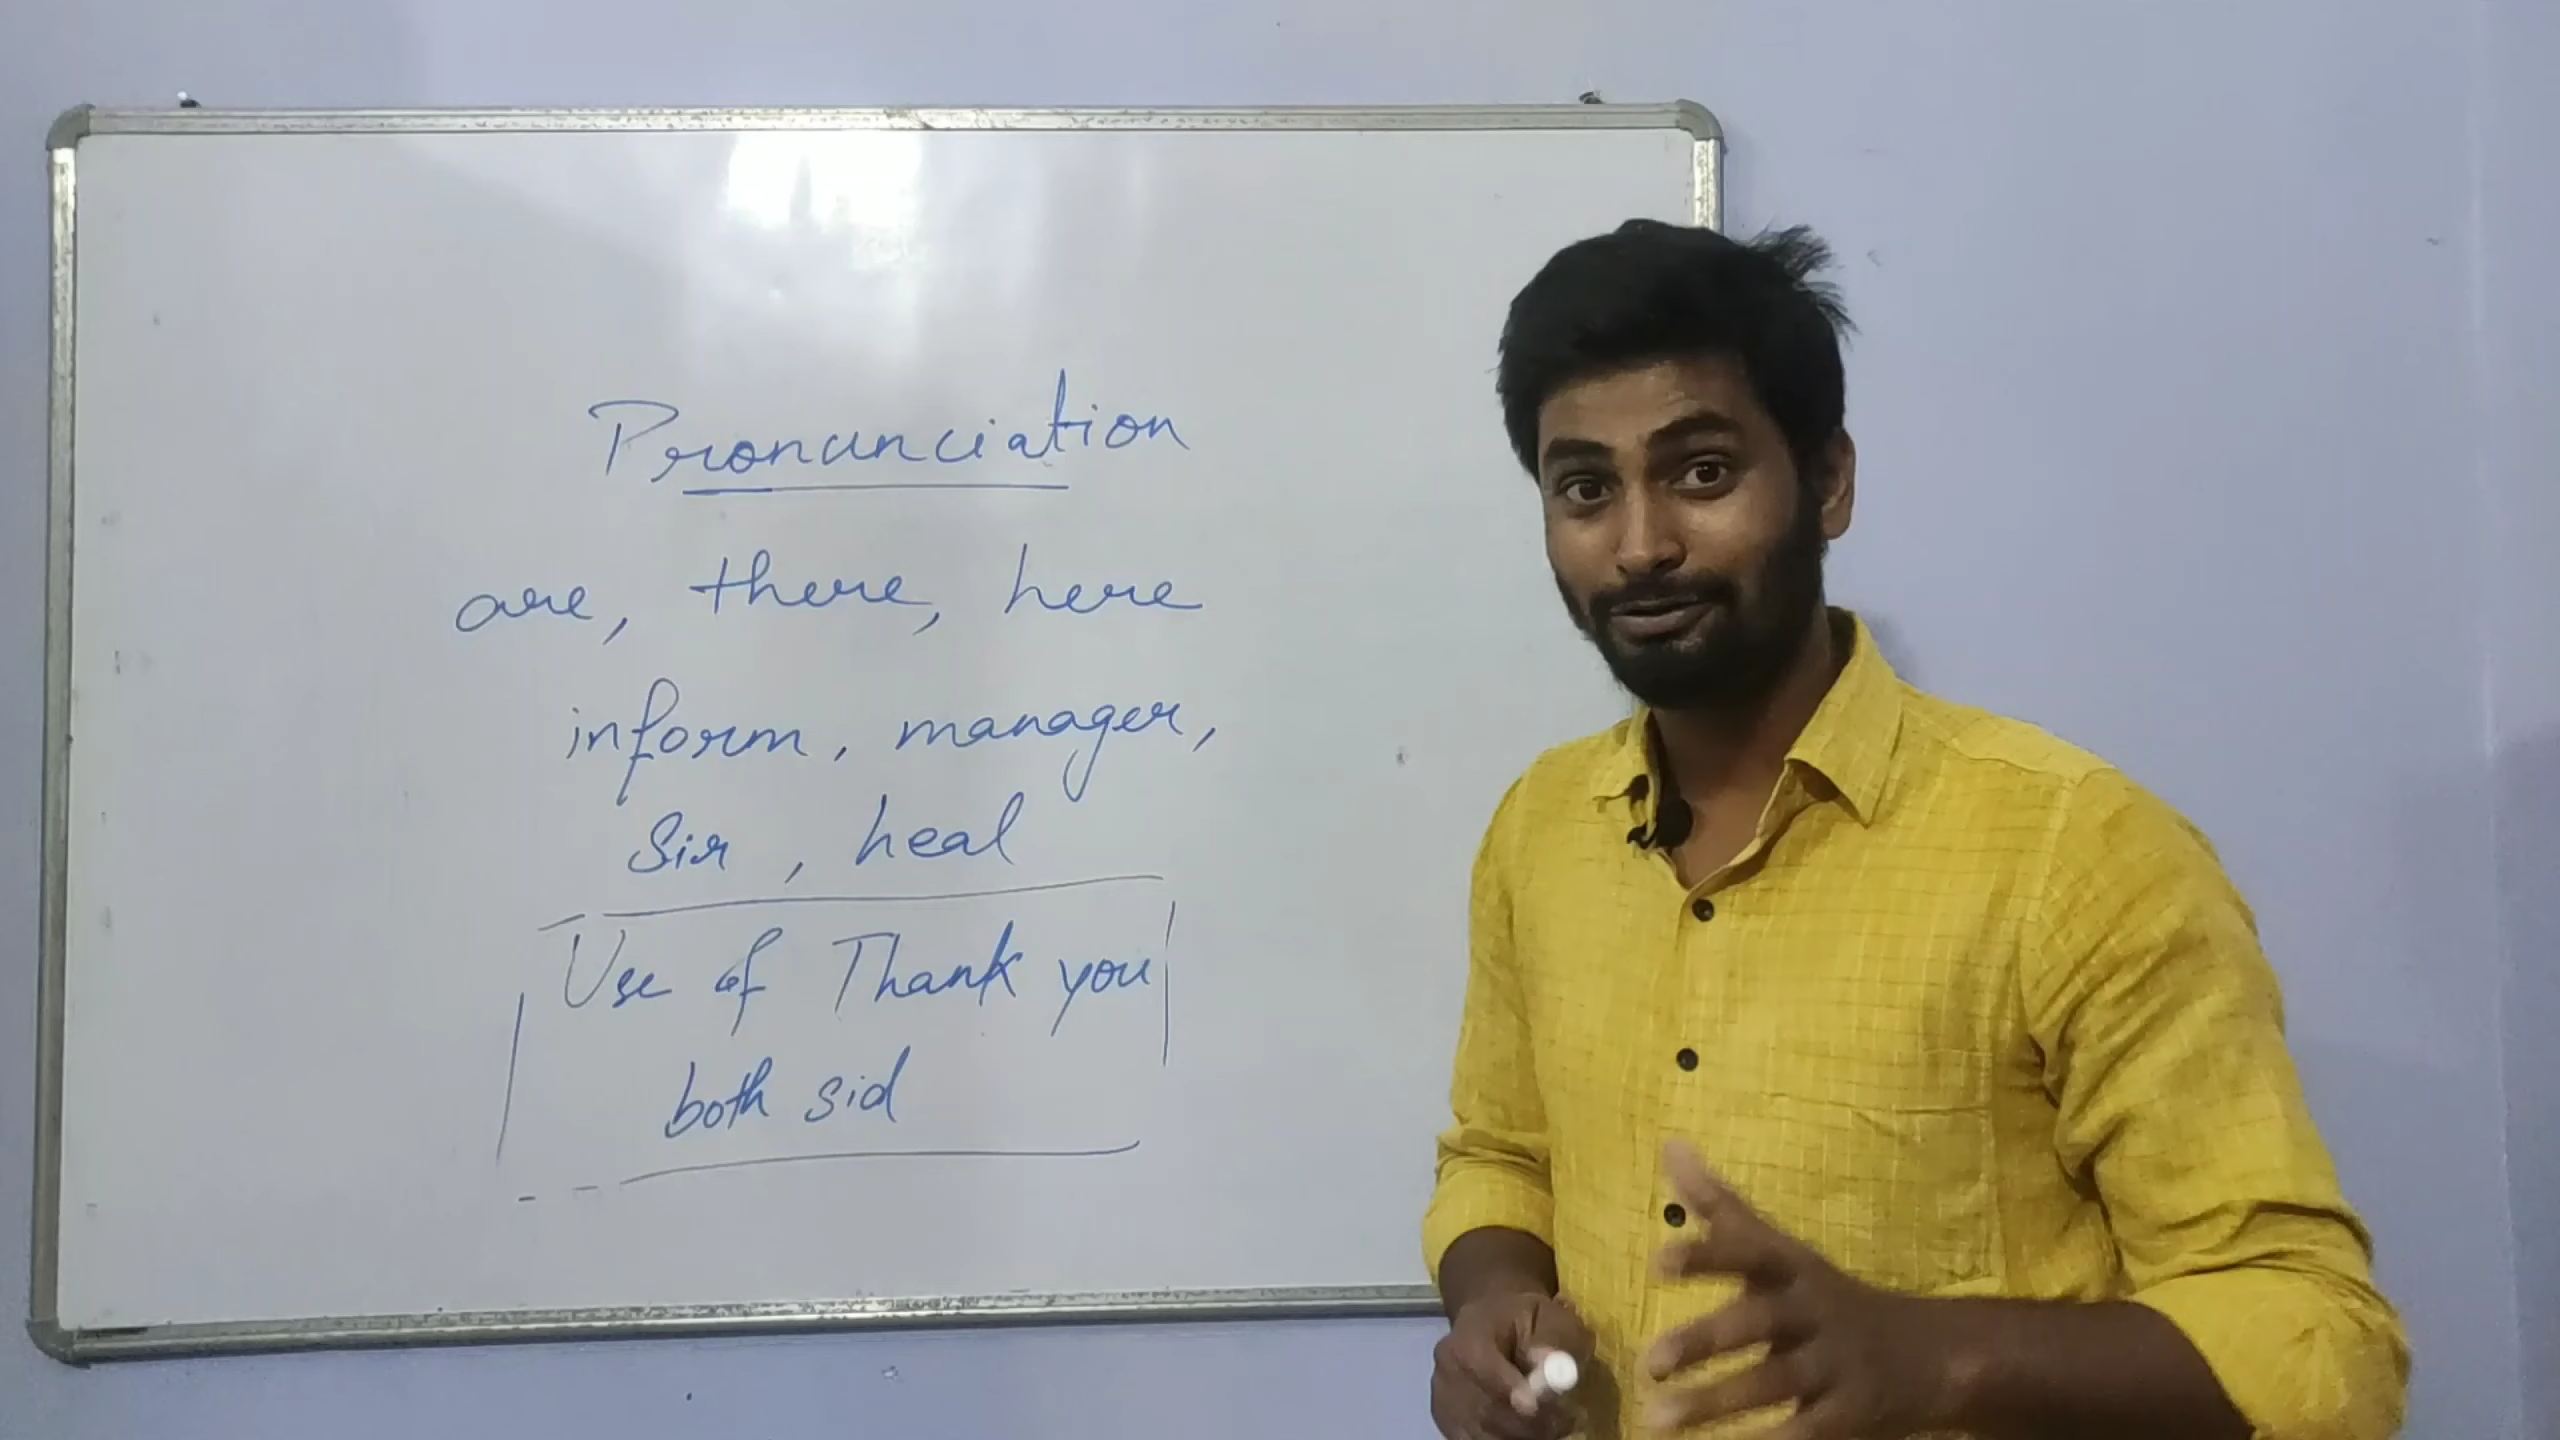 Pronunciation
are, there, here
inform, manager,
Sir, heal
Use of Thank you
both sid